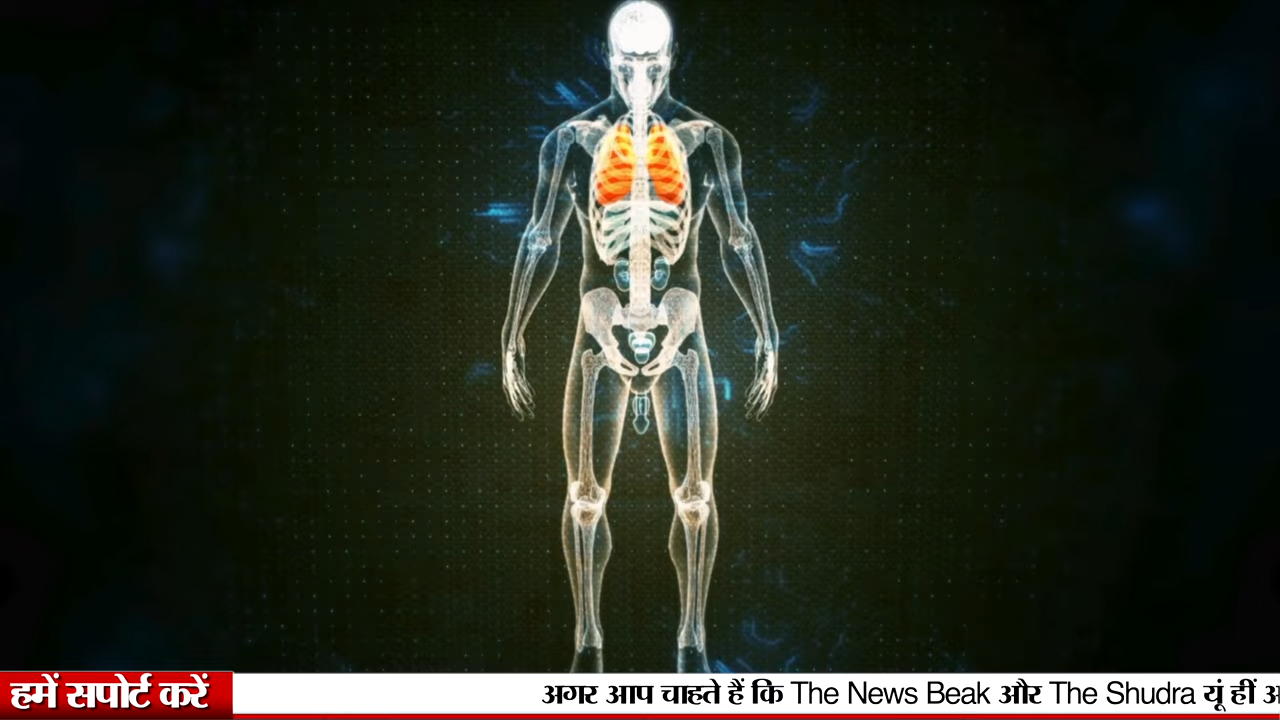 हमें सपोर्ट करें
अगर आप चाहते हैं कि The News Beak और The Shudra यूं हीं